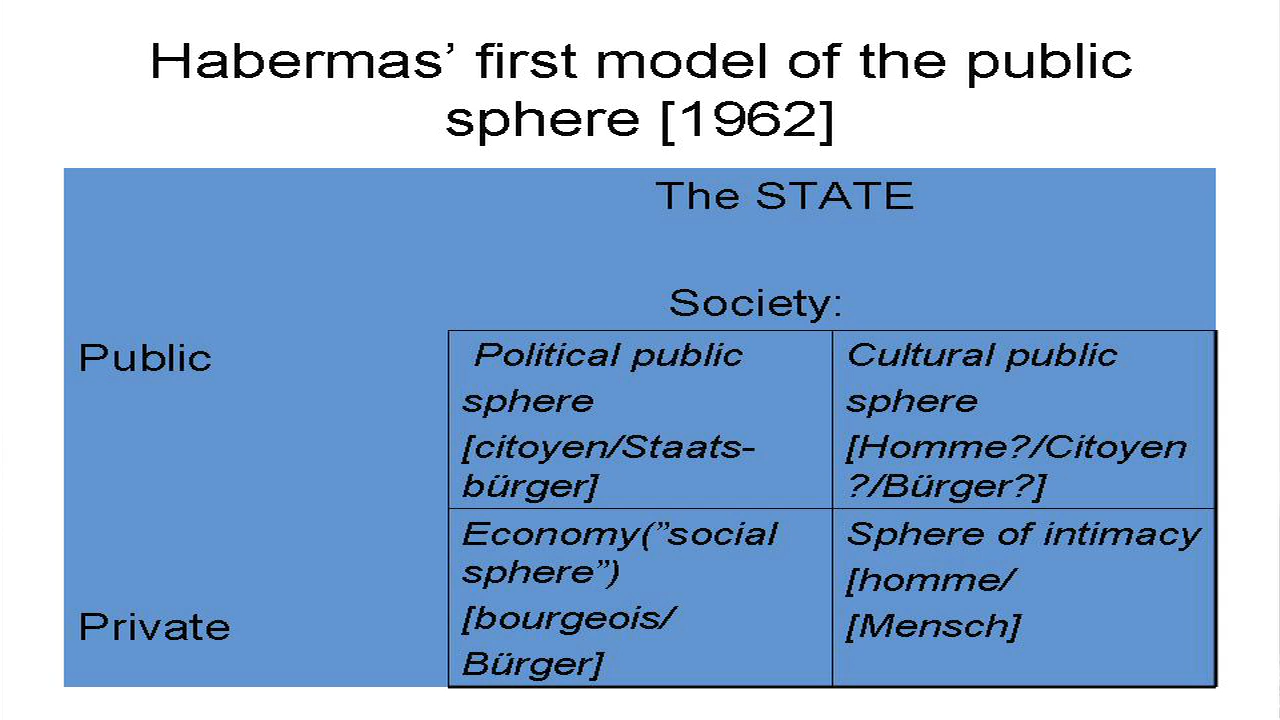 Habermas’ first model of the public
sphere [1962]
The STATE
Society:
Public
Political public
sphere
[citoyen/Staats-
bürger]
Cultural public
sphere
[Homme?/Citoyen
?/Bürger?]
Private
Economy(”social
sphere”)
[bourgeois/
Bürger]
Sphere of intimacy
[homme/
[Mensch]